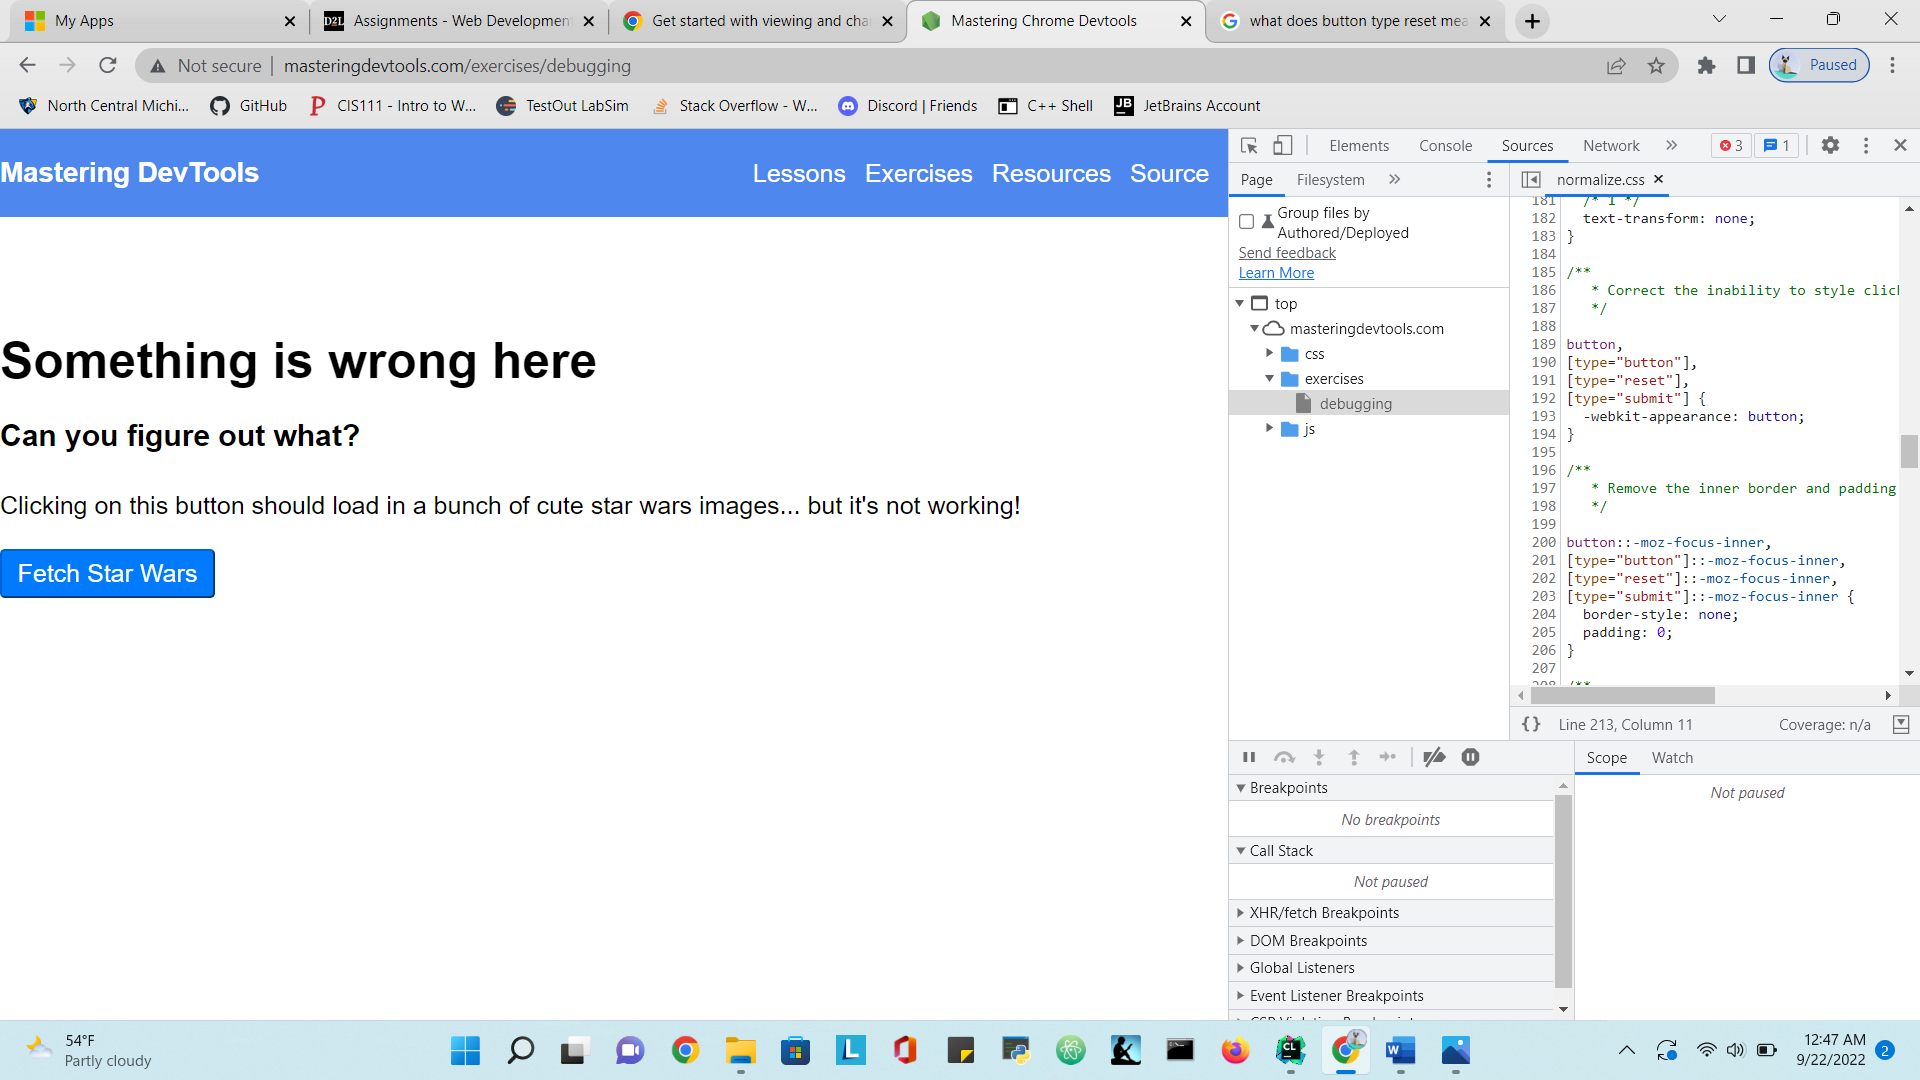 My Apps
Assignments - Web Developmen
Get started with viewing and cha
Mastering Chrome Devtools
what does button type reset mea
Not secure
masteringdevtools.com/exercises/debugging
Paused
North Central Michi...
GitHub
CIS111 - Intro to W...
TestOut LabSim
Stack Overflow - W...
Discord | Friends
C++ Shell
JetBrains Account
Mastering DevTools
Lessons
Exercises
Resources
Source
Something is wrong here
Can you figure out what?
Clicking on this button should load in a bunch of cute star wars images... but it's not working!
Fetch Star Wars
Elements
Console
Sources
Network
3
1
Page
Filesystem
Group files by
Authored/Deployed
Send feedback
Learn More
top
masteringdevtools.com
css
exercises
debugging
js
normalize.css
181 /* 1 */
182 text-transform: none;
183 }
184
185 /**
186 * Correct the inability to style clic
187 */
188
189 button,
190 [type="button"],
191 [type="reset"],
192 [type="submit"] {
193 -webkit-appearance: button;
194 }
195
196 /**
197 * Remove the inner border and padding
198 */
199
200 button::-moz-focus-inner,
201 [type="button"]::-moz-focus-inner,
202 [type="reset"]::-moz-focus-inner,
203 [type="submit"]::-moz-focus-inner {
204 border-style: none;
205 padding: 0;
206 }
207
208 /**
{} Line 213, Column 11
Coverage: n/a
Breakpoints
No breakpoints
Call Stack
Not paused
XHR/fetch Breakpoints
DOM Breakpoints
Global Listeners
Event Listener Breakpoints
CSP Violation Breakpoints
Scope
Watch
Not paused
54°F
Partly cloudy
12:47 AM
9/22/2022
2